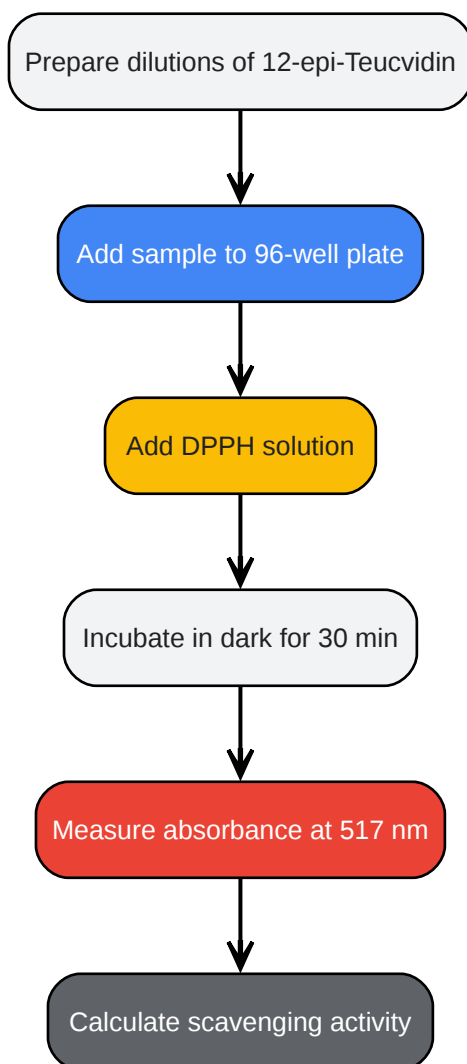 Prepare dilutions of 12-epi-Teucvidin
Add sample to 96-well plate
Add DPPH solution
Incubate in dark for 30 min
Measure absorbance at 517 nm
Calculate scavenging activity